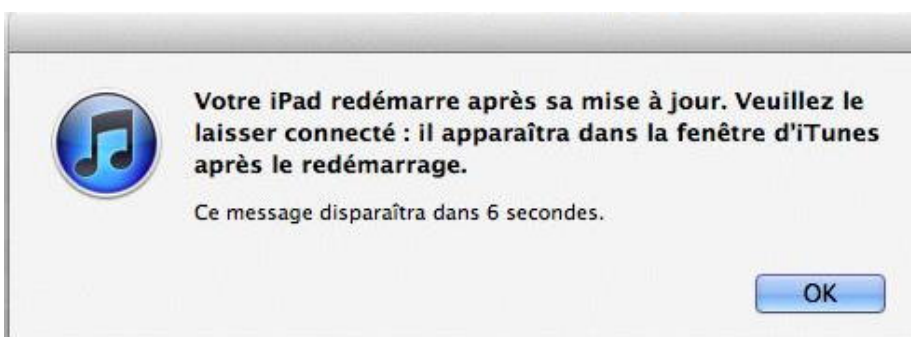 Votre iPad redémarre après sa mise à jour. Veuillez le
laisser connecté : il apparaîtra dans la fenêtre d'iTunes
après le redémarrage.
Ce message disparaîtra dans 6 secondes.
OK